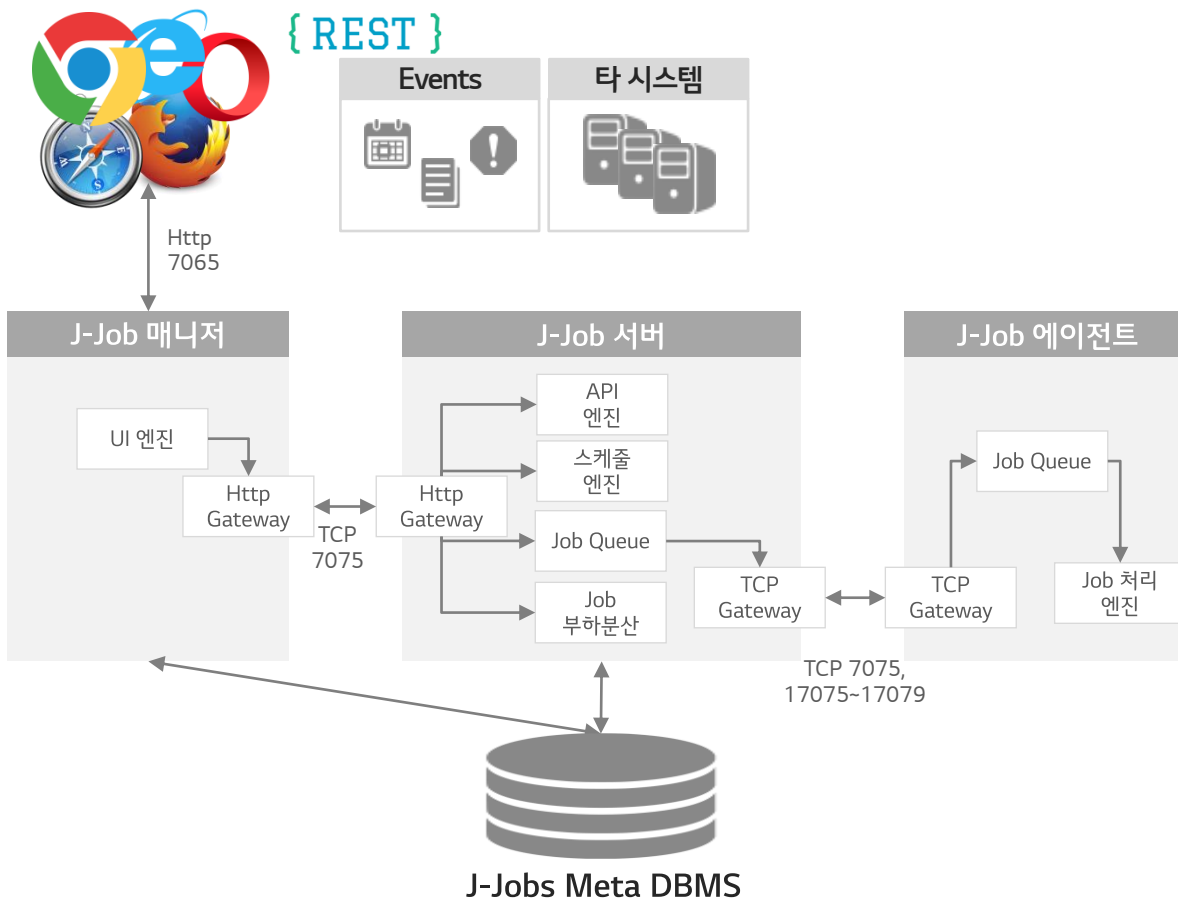 { REST }
Events
타 시스템
Http
7065
J-Job 매니저
UI 엔진
Http
Gateway
TCP
7075
J-Job 서버
Http
Gateway
API
엔진
스케줄
엔진
Job Queue
Job
부하분산
TCP
Gateway
TCP 7075,
17075~17079
J-Job 에이전트
TCP
Gateway
Job Queue
Job 처리
엔진
J-Jobs Meta DBMS